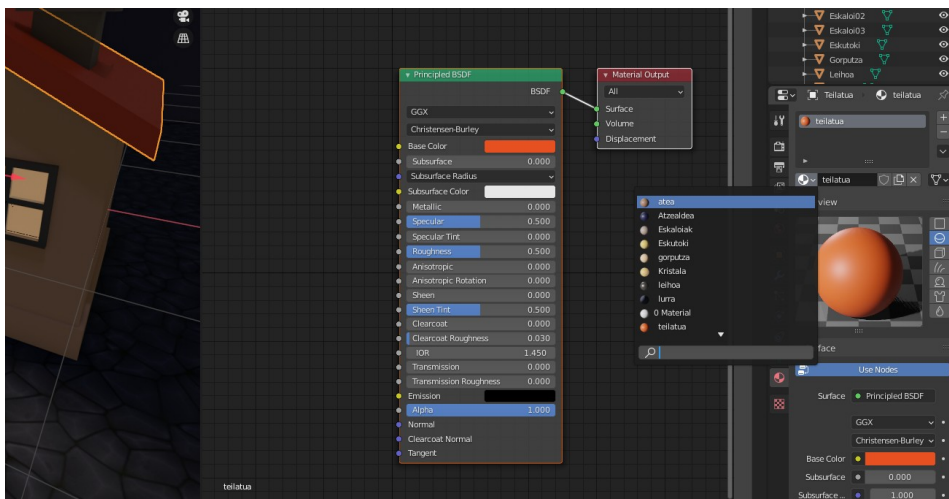 Eskaloi02
Eskaloi03
Eskutoki
Gorputza
Leihoa
Principled BSDF
BSDF
GGX
Christensen-Burley
Base Color
Subsurface 0.000
Subsurface Radius
Subsurface Color
Metallic 0.000
Specular 0.500
Specular Tint 0.000
Roughness 0.500
Anisotropic 0.000
Anisotropic Rotation 0.000
Sheen 0.000
Sheen Tint 0.500
Clearcoat 0.000
Clearcoat Roughness 0.030
IOR 1.450
Transmission 0.000
Transmission Roughness 0.000
Emission
Alpha 1.000
Normal
Clearcoat Normal
Tangent
Material Output
All
Surface
Volume
Displacement
teilatua
atea
Atzealdea
Eskaloiak
Eskutoki
gorputza
Kristala
leihoa
lurra
0 Material
teilatua
Teilatua teilatua
teilatua
teilatua
view
face
Use Nodes
Surface Principled BSDF
GGX
Christensen-Burley
Base Color
Subsurface 0.000
Subsurface ... 1.000